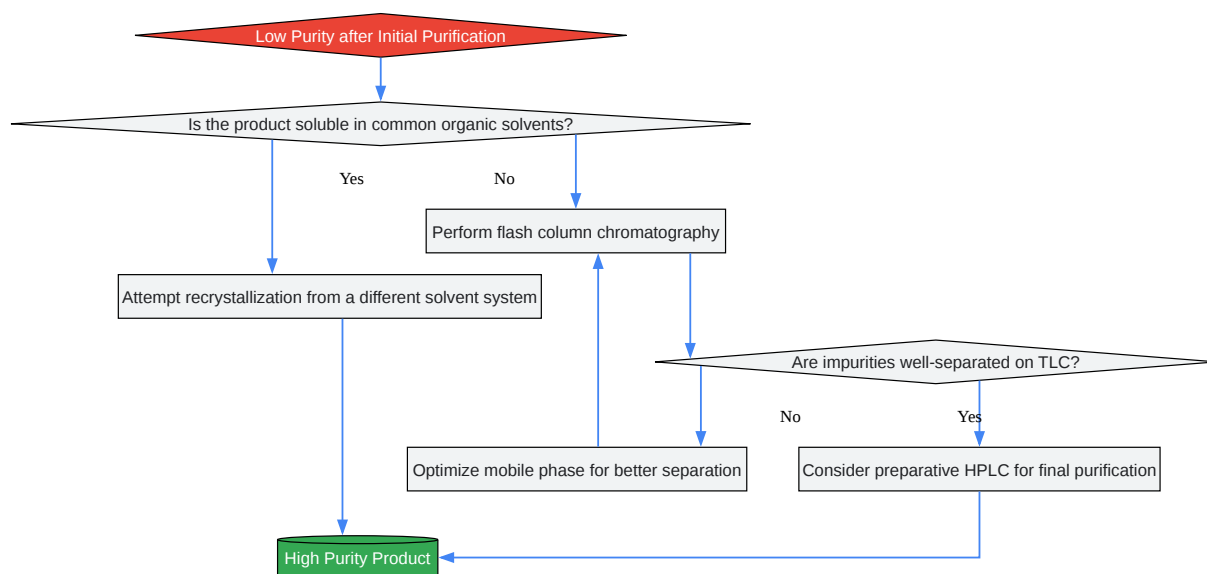 Low Purity after Initial Purification
Is the product soluble in common organic solvents?
Yes
No
Perform flash column chromatography
Attempt recrystallization from a different solvent system
Are impurities well-separated on TLC?
No
Yes
Optimize mobile phase for better separation
Consider preparative HPLC for final purification
High Purity Product